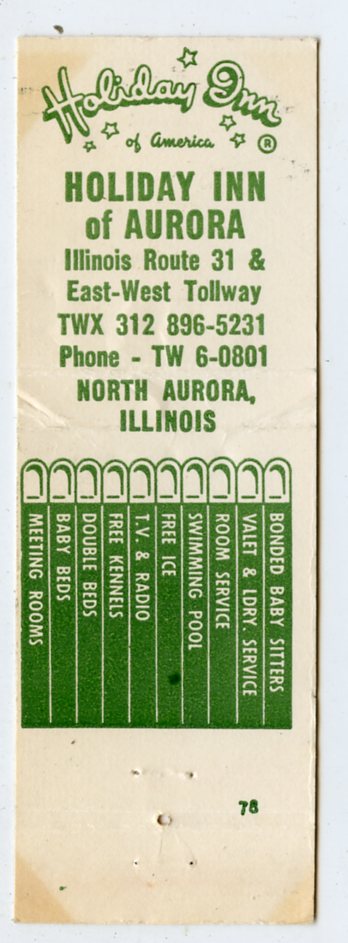 Holiday Inn
of America ®
HOLIDAY INN
of AURORA
Illinois Route 31 &
East-West Tollway
TWX 312 896-5231
Phone - TW 6-0801
NORTH AURORA,
ILLINOIS
BONDED BABY SITTERS
VALET & LDRY. SERVICE
ROOM SERVICE
SWIMMING POOL
FREE ICE
T.V. & RADIO
FREE KENNELS
DOUBLE BEDS
BABY BEDS
MEETING ROOMS
76